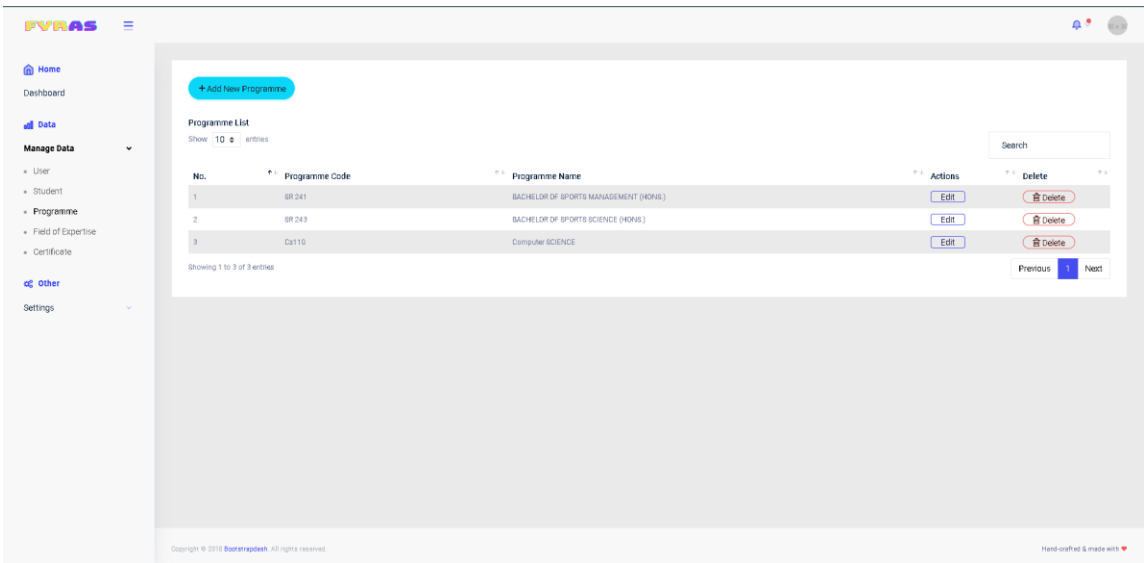 FYRAS
Home
Dashboard
Data
Manage Data
User
Student
Programme
Field of Expertise
Certificate
Other
Settings
+ Add New Programme
Programme List
Show 10 entries
Search
No. Programme Code Programme Name Actions Delete
1 SR 241 BACHELOR OF SPORTS MANAGEMENT (HONS.) Edit Delete
2 SR 243 BACHELOR OF SPORTS SCIENCE (HONS.) Edit Delete
3 Cs110 Computer SCIENCE Edit Delete
Showing 1 to 3 of 3 entries
Previous 1 Next
Copyright © 2018 Bootstrapdash. All rights reserved.
Hand-crafted & made with